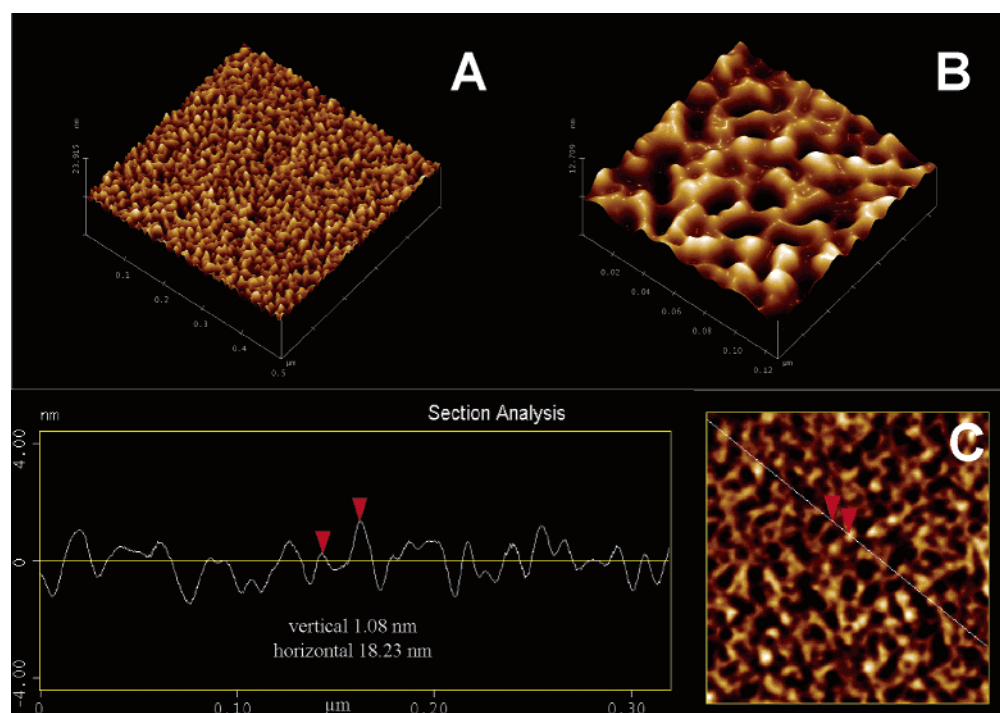 A
nm
23.915
0.1
0.2
0.3
0.4
0.5
µm
B
nm
12.709
0.02
0.04
0.06
0.08
0.10
0.12
µm
nm
Section Analysis
4.00
0
-4.00
vertical 1.08 nm
horizontal 18.23 nm
0
0.10
µm
0.20
0.30
C